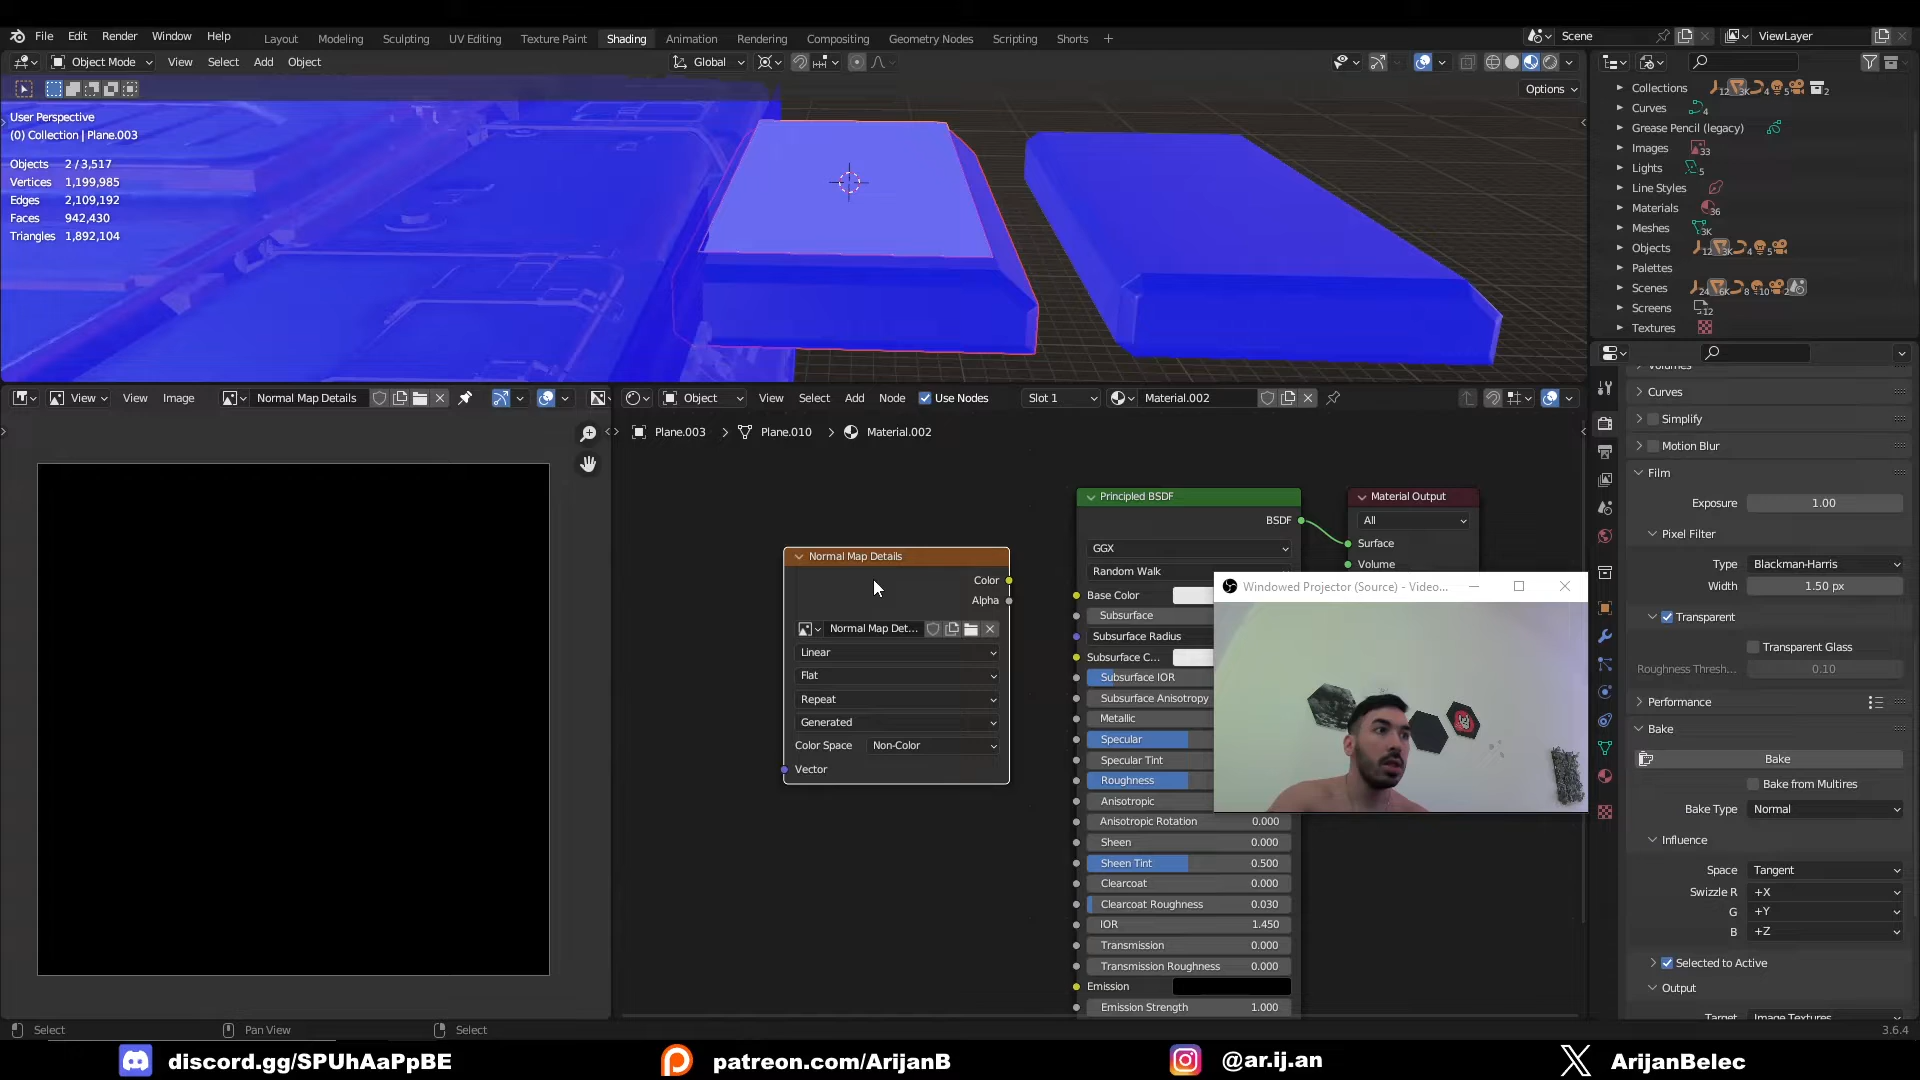 File Edit Render Window Help
Layout Modeling Sculpting UV Editing Texture Paint Shading Animation Rendering Compositing Geometry Nodes Scripting Shorts +
Scene
ViewLayer
Object Mode View Select Add Object
Global
Options
User Perspective
(0) Collection | Plane.003
Objects 2 / 3,517
Vertices 1,199,985
Edges 2,109,192
Faces 942,430
Triangles 1,892,104
Collections
Curves
Grease Pencil (legacy)
Images
Lights
Line Styles
Materials
Meshes
Objects
Palettes
Scenes
Screens
Textures
View View Image Normal Map Details
Object View Select Add Node Use Nodes Slot 1 Material.002
Plane.003 > Plane.010 > Material.002
Normal Map Details
Color
Alpha
Normal Map Det...
Linear
Flat
Repeat
Generated
Color Space Non-Color
Vector
Principled BSDF
BSDF
GGX
Random Walk
Base Color
Subsurface
Subsurface Radius
Subsurface C...
Subsurface IOR
Subsurface Anisotropy
Metallic
Specular
Specular Tint
Roughness
Anisotropic
Anisotropic Rotation 0.000
Sheen 0.000
Sheen Tint 0.500
Clearcoat 0.000
Clearcoat Roughness 0.030
IOR 1.450
Transmission 0.000
Transmission Roughness 0.000
Emission
Emission Strength 1.000
Material Output
All
Surface
Volume
Windowed Projector (Source) - Video...
Curves
Simplify
Motion Blur
Film
Exposure 1.00
Pixel Filter
Type Blackman-Harris
Width 1.50 px
Transparent
Transparent Glass
Roughness Thresh... 0.10
Performance
Bake
Bake
Bake from Multires
Bake Type Normal
Influence
Space Tangent
Swizzle R +X
G +Y
B +Z
Selected to Active
Output
Target Image Textures
Select Pan View Select 3.6.4
discord.gg/SPUhAaPpBE patreon.com/ArijanB @ar.ij.an ArijanBelec